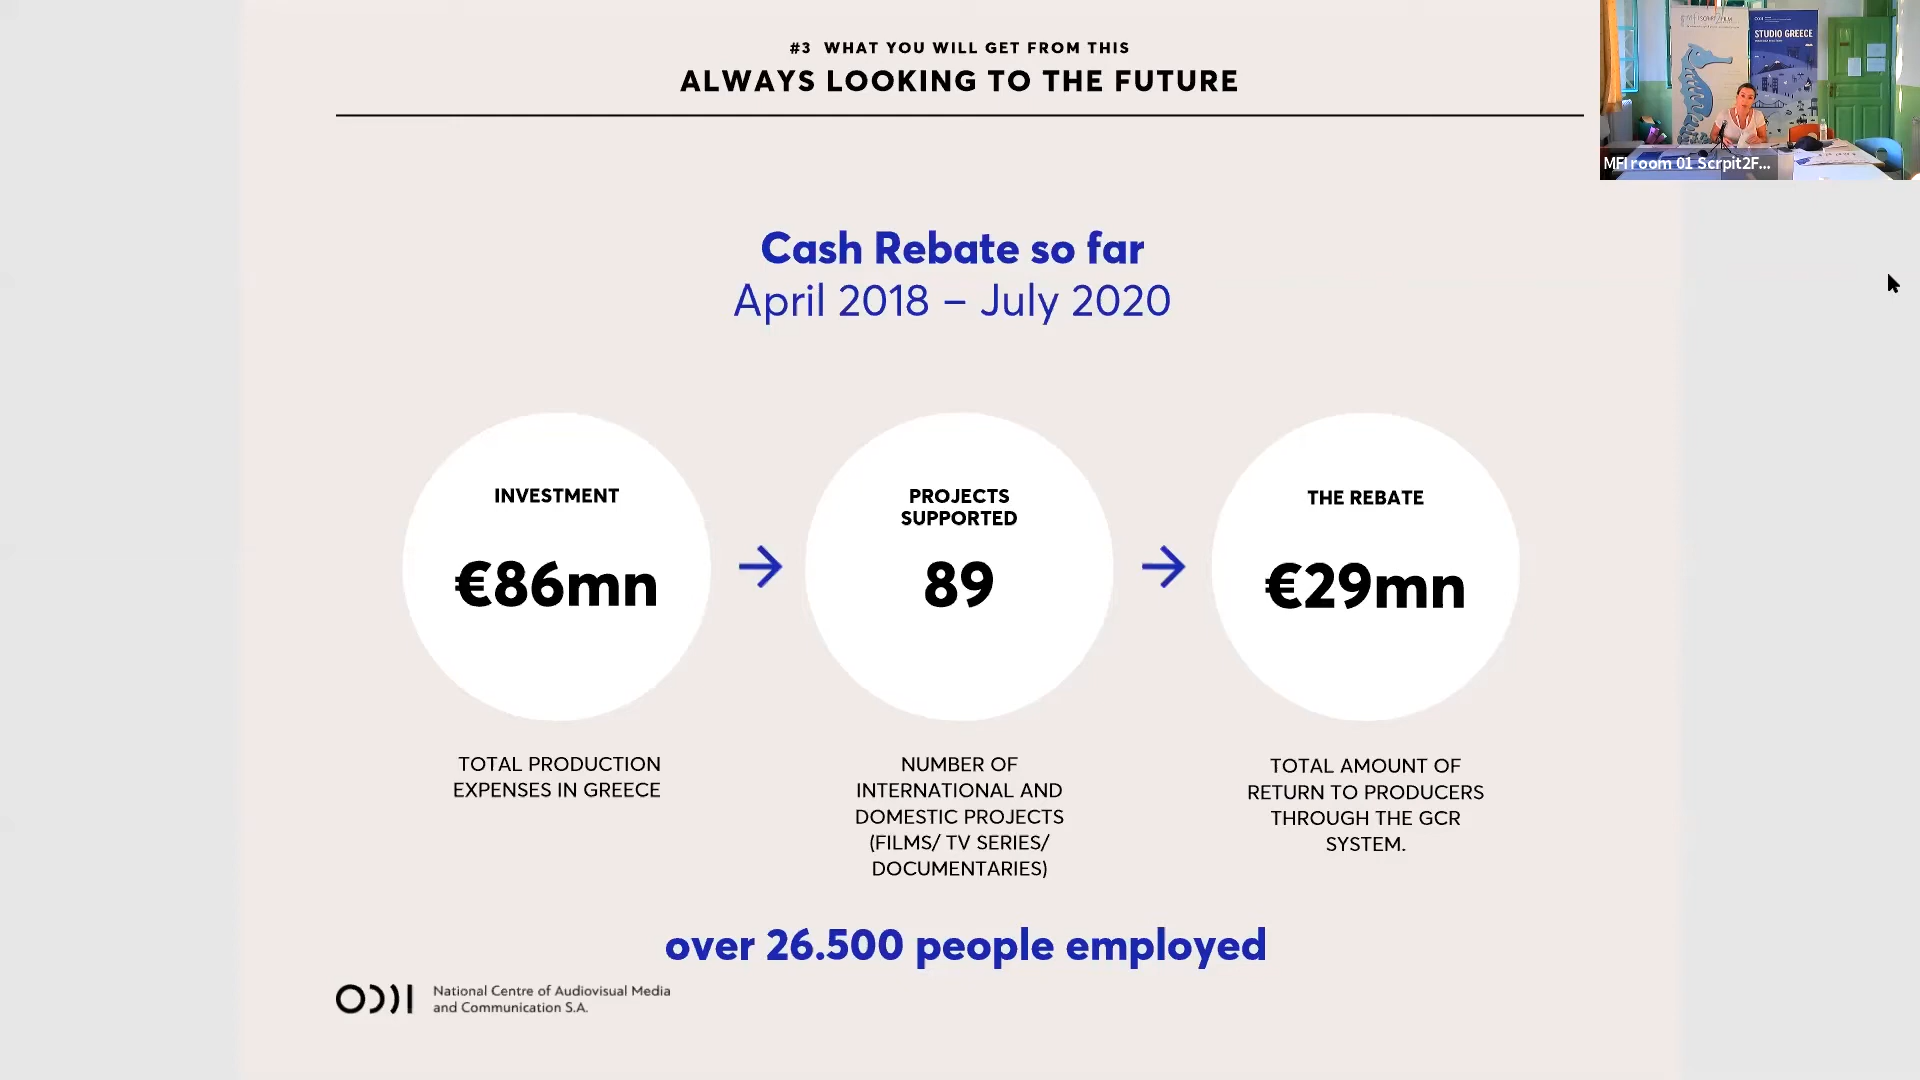 #3 WHAT YOU WILL GET FROM THIS
ALWAYS LOOKING TO THE FUTURE
STUDIO GREECE
MFI room 01 Scrpit2F...
Cash Rebate so far
April 2018 – July 2020
INVESTMENT
€86mn
TOTAL PRODUCTION
EXPENSES IN GREECE
PROJECTS
SUPPORTED
89
NUMBER OF
INTERNATIONAL AND
DOMESTIC PROJECTS
(FILMS/ TV SERIES/
DOCUMENTARIES)
THE REBATE
€29mn
TOTAL AMOUNT OF
RETURN TO PRODUCERS
THROUGH THE GCR
SYSTEM.
over 26.500 people employed
National Centre of Audiovisual Media
and Communication S.A.